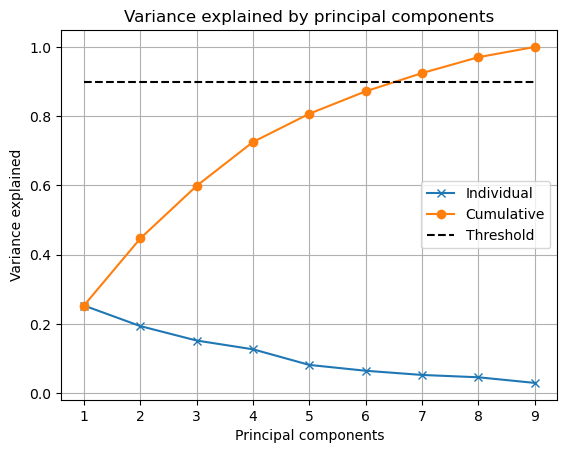 Variance explained by principal components
Variance explained
1.0
0.8
0.6
0.4
0.2
0.0
Individual
Cumulative
Threshold
1 2 3 4 5 6 7 8 9
Principal components